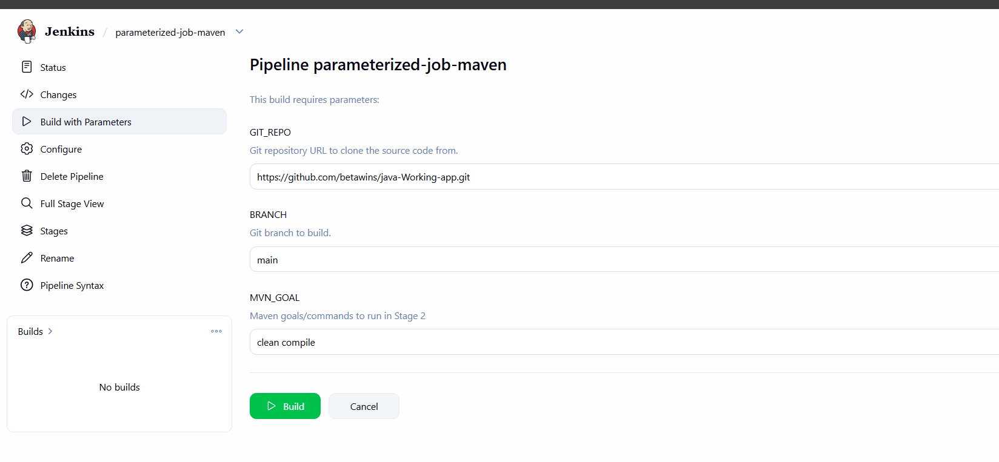 Jenkins / parameterized-job-maven
Status
Changes
Build with Parameters
Configure
Delete Pipeline
Full Stage View
Stages
Rename
Pipeline Syntax
Builds
No builds
Pipeline parameterized-job-maven
This build requires parameters:
GIT_REPO
Git repository URL to clone the source code from.
https://github.com/betawins/java-Working-app.git
BRANCH
Git branch to build.
main
MVN_GOAL
Maven goals/commands to run in Stage 2
clean compile
Build
Cancel